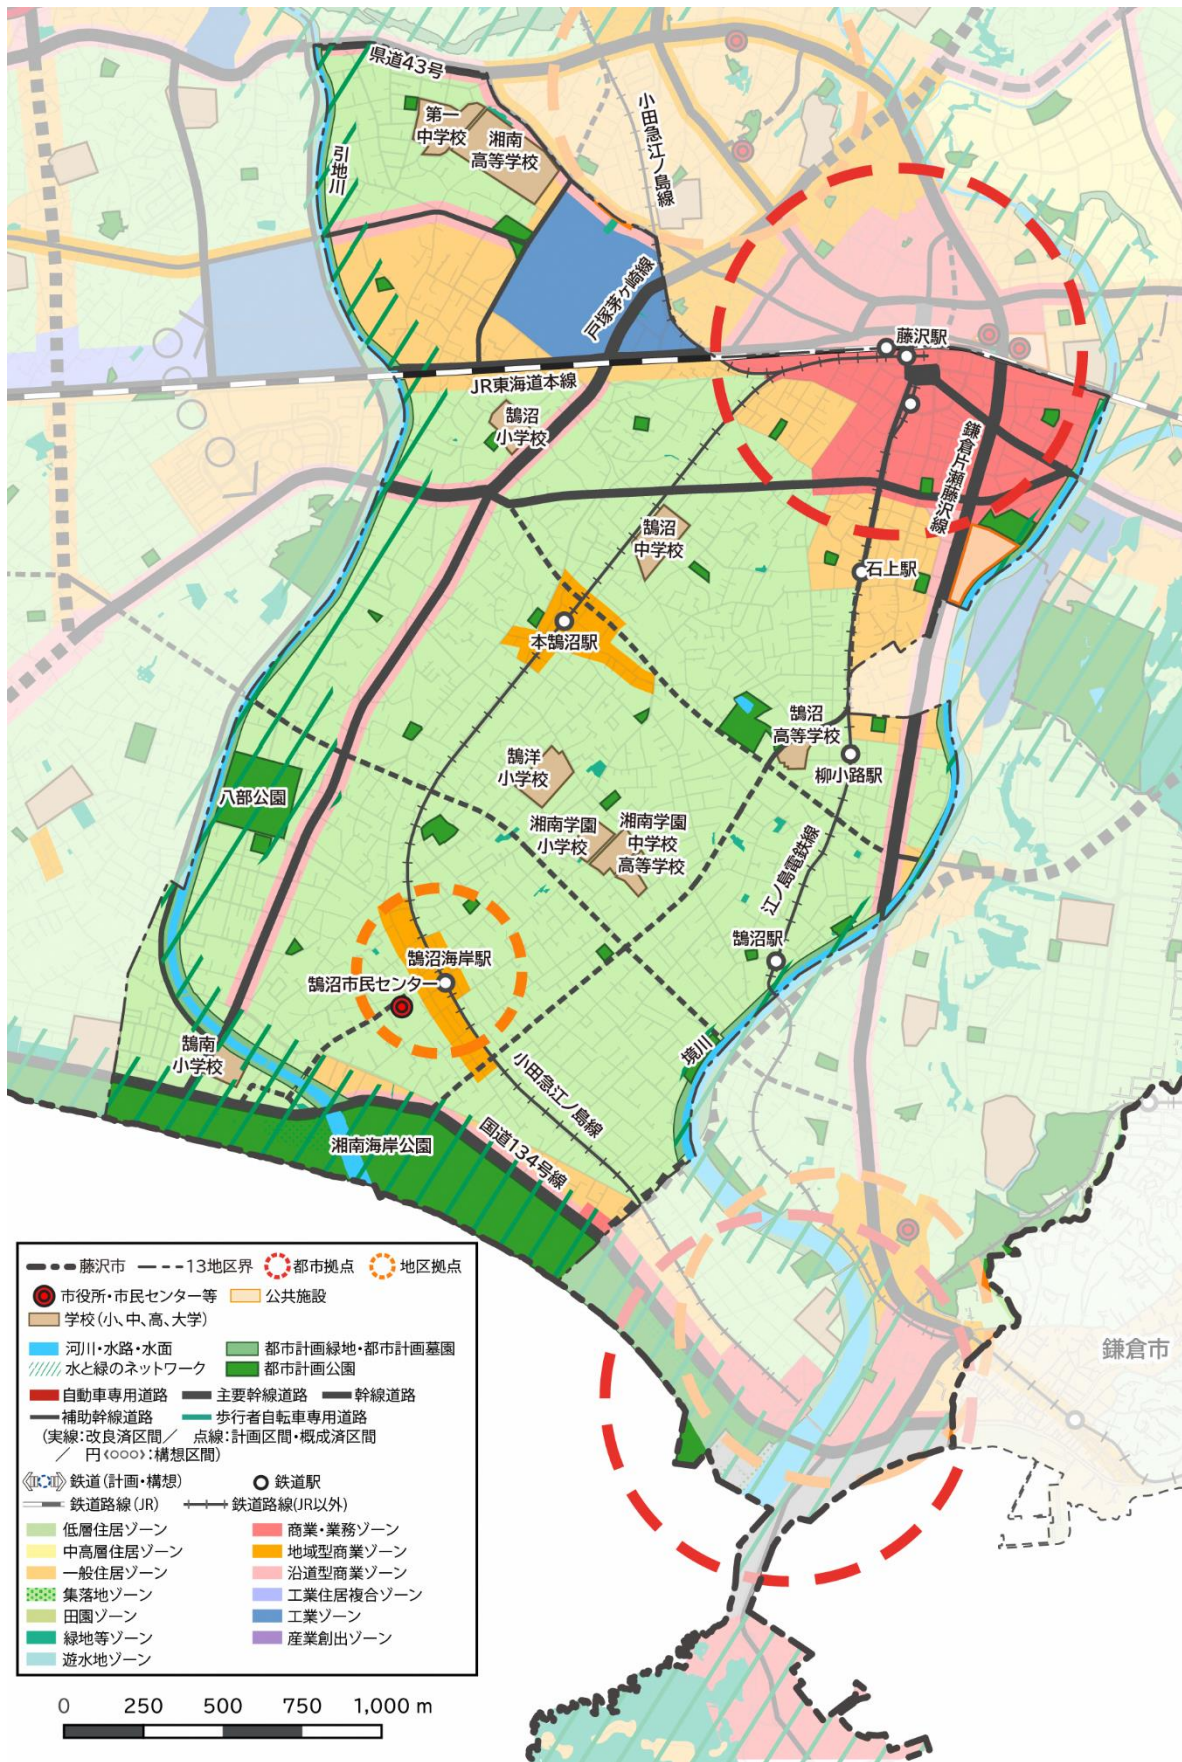 県道43号
第一
中学校
湘南
高等学校
小田急江ノ島線
引地川
戸塚茅ケ崎線
藤沢駅
JR東海道本線
鵠沼
小学校
鎌倉片瀬藤沢線
鵠沼
中学校
石上駅
本鵠沼駅
鵠沼
高等学校
鵠洋
小学校
柳小路駅
八部公園
湘南学園
小学校
湘南学園
中学校
高等学校
江ノ島電鉄線
鵠沼駅
鵠沼海岸駅
鵠沼市民センター
鵠南
小学校
境川
小田急江ノ島線
国道134号線
湘南海岸公園
鎌倉市
藤沢市 13地区界 都市拠点 地区拠点
市役所・市民センター等 公共施設
学校(小、中、高、大学)
河川・水路・水面 都市計画緑地・都市計画墓園
水と緑のネットワーク 都市計画公園
自動車専用道路 主要幹線道路 幹線道路
補助幹線道路 歩行者自転車専用道路
(実線:改良済区間/ 点線:計画区間・概成済区間
/ 円《○○○》:構想区間)
鉄道(計画・構想) 鉄道駅
鉄道路線(JR) 鉄道路線(JR以外)
低層住居ゾーン 商業・業務ゾーン
中高層住居ゾーン 地域型商業ゾーン
一般住居ゾーン 沿道型商業ゾーン
集落地ゾーン 工業住居複合ゾーン
田園ゾーン 工業ゾーン
緑地等ゾーン 産業創出ゾーン
遊水地ゾーン
0 250 500 750 1,000 m